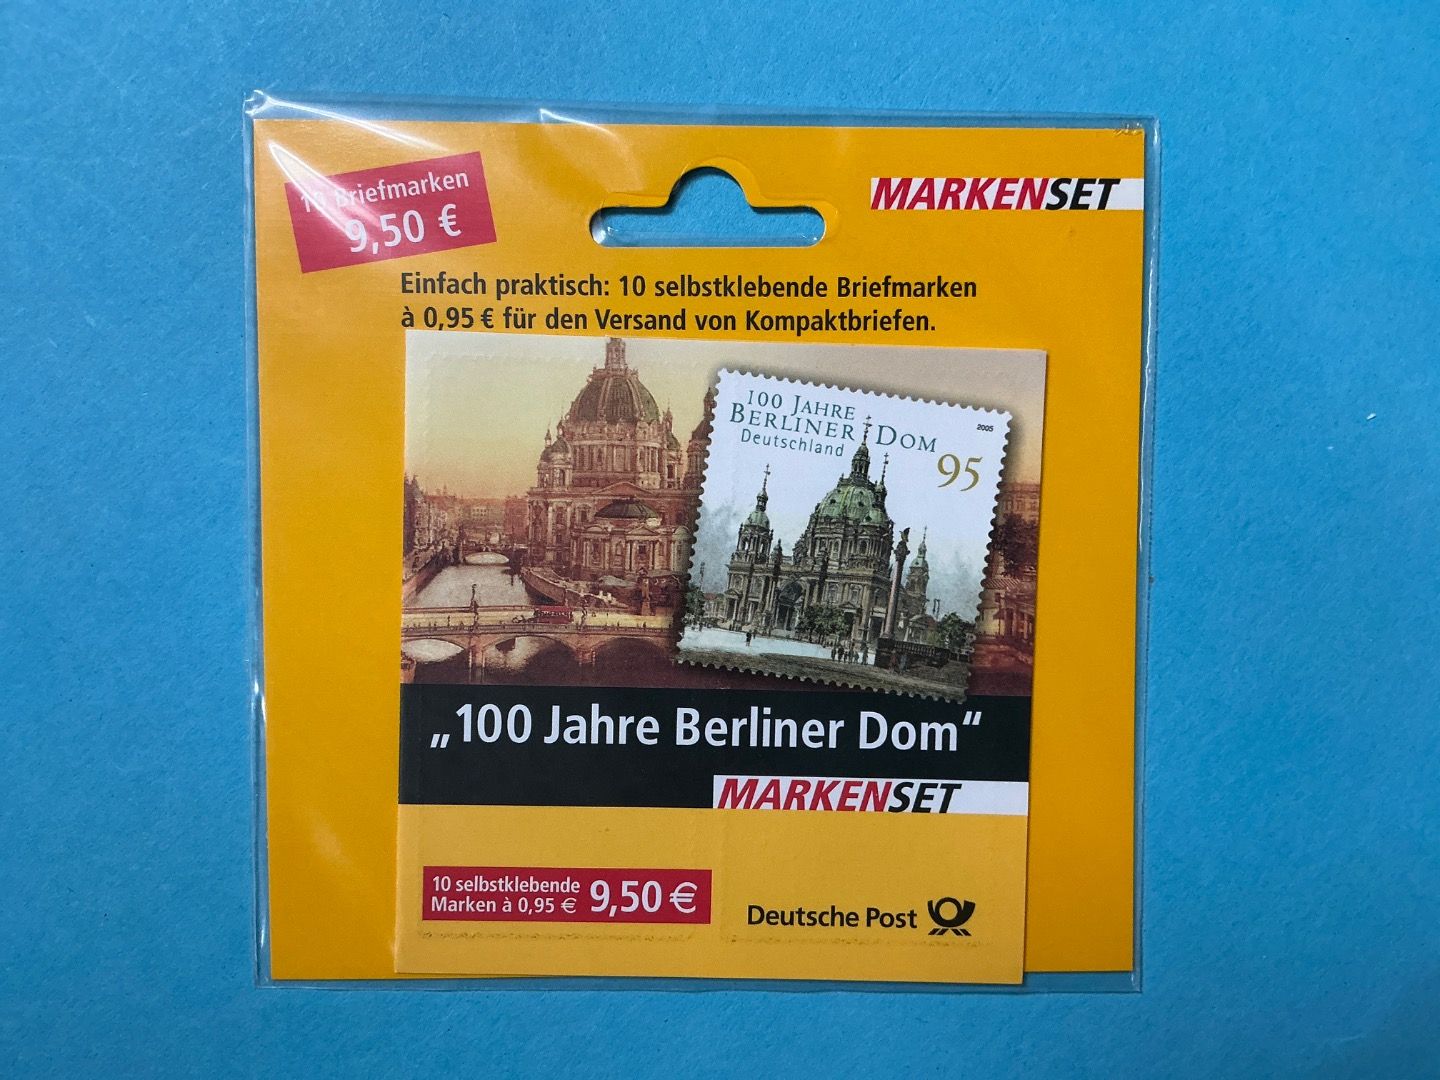 10 Briefmarken
9,50 €
MARKENSET
Einfach praktisch: 10 selbstklebende Briefmarken
à 0,95 € für den Versand von Kompaktbriefen.
100 JAHRE
BERLINER DOM
Deutschland
2005
95
„100 Jahre Berliner Dom“
MARKENSET
10 selbstklebende
Marken à 0,95 €
9,50 €
Deutsche Post